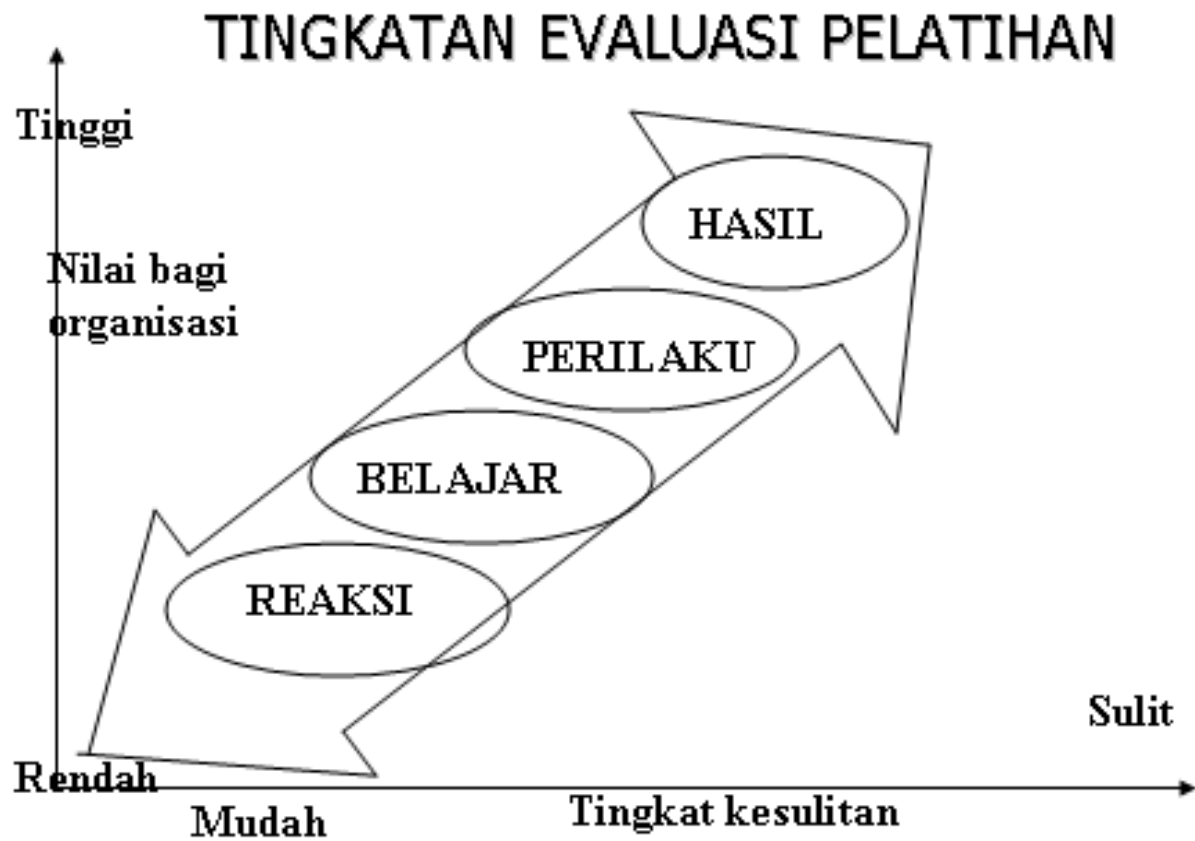 TINGKATAN EVALUASI PELATIHAN
Tinggi
HASIL
Nilai bagi
organisasi
PERILAKU
BELAJAR
REAKSI
Sulit
Rendah
Mudah
Tingkat kesulitan